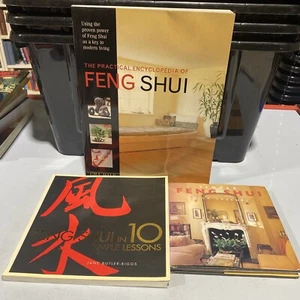 Using the
proven power
of Feng Shui
as a key to
modern living
THE PRACTICAL ENCYCLOPEDIA OF
FENG SHUI
風水
UI IN 10
LESSONS
JANE BUTLER-BIGGS
FENG SHUI